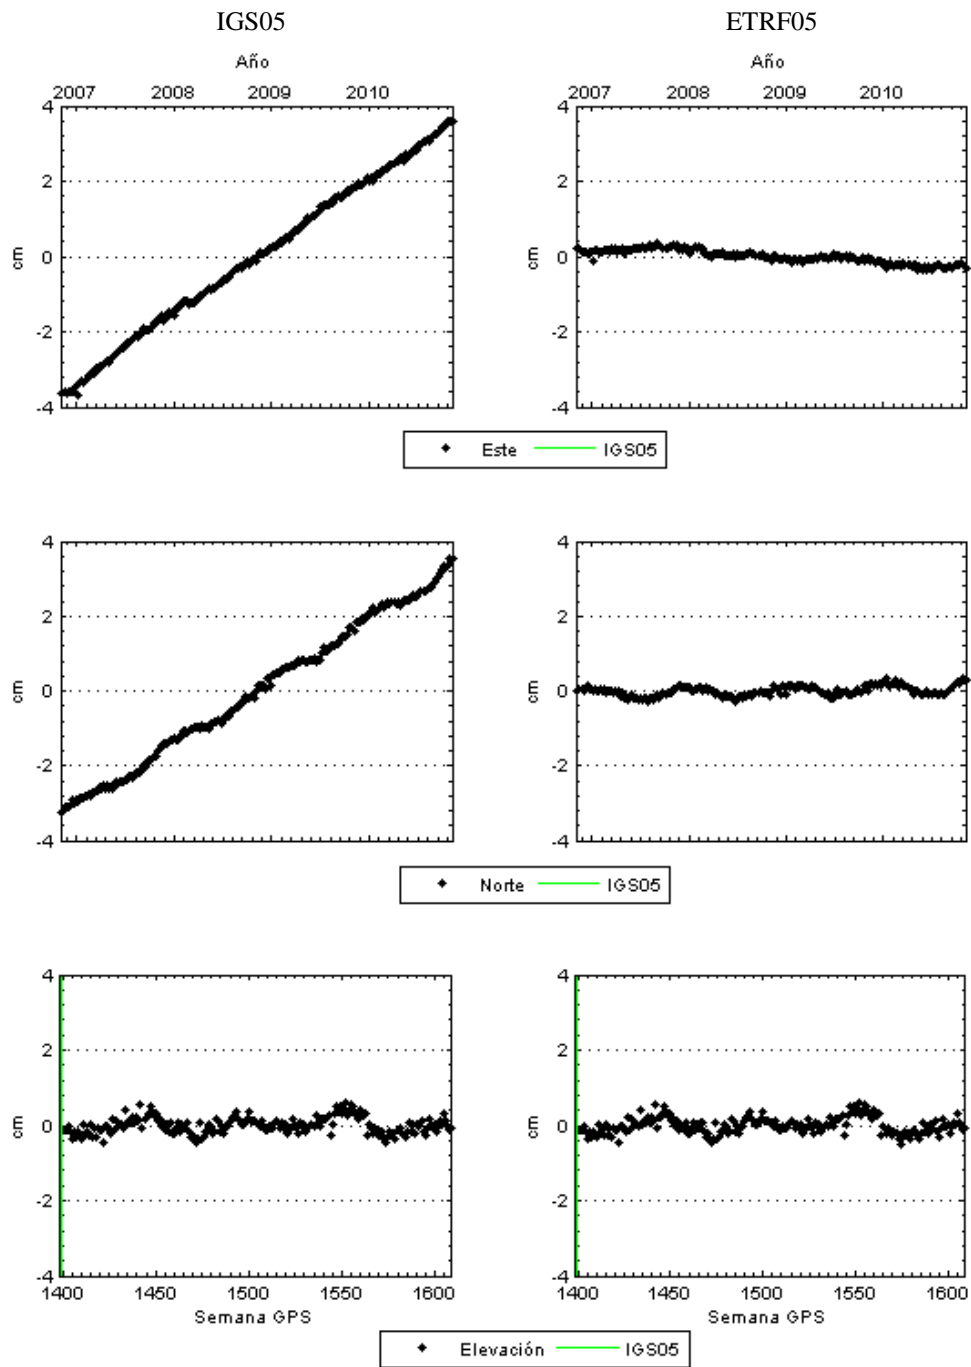 IGS05 ETRF05
Año Año
2007 2008 2009 2010 2007 2008 2009 2010
4 4
2 2
cm 0 cm 0
-2 -2
-4 -4
Este IGS05
4 4
2 2
cm 0 cm 0
-2 -2
-4 -4
Norte IGS05
4 4
2 2
cm 0 cm 0
-2 -2
-4 -4
1400 1450 1500 1550 1600 1400 1450 1500 1550 1600
Semana GPS Semana GPS
Elevación IGS05